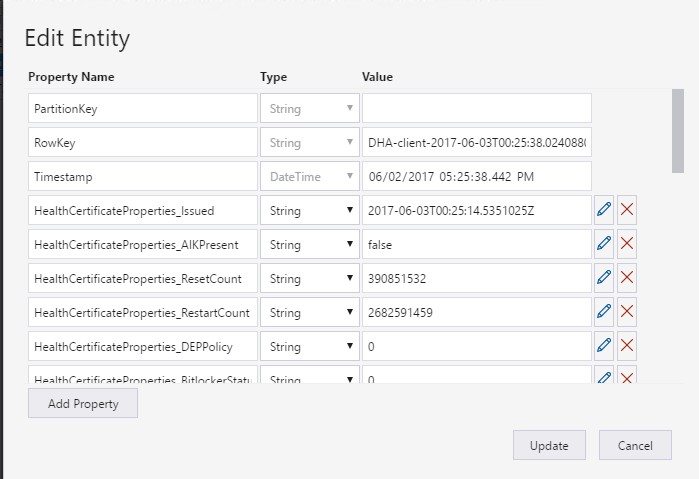 Edit Entity
Property Name Type Value
PartitionKey String
RowKey String DHA-client-2017-06-03T00:25:38.024088
Timestamp DateTime 06/02/2017 05:25:38.442 PM
HealthCertificateProperties_Issued String 2017-06-03T00:25:14.5351025Z
HealthCertificateProperties_AIKPresent String false
HealthCertificateProperties_ResetCount String 390851532
HealthCertificateProperties_RestartCount String 2682591459
HealthCertificateProperties_DEPPolicy String 0
HealthCertificateProperties_BitlockerStatu String 0
Add Property
Update Cancel